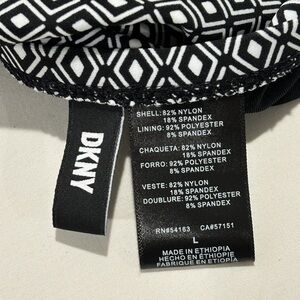 DKNY
SHELL: 82% NYLON
18% SPANDEX
LINING: 92% POLYESTER
8% SPANDEX
CHAQUETA: 82% NYLON
18% SPANDEX
FORRO: 92% POLYESTER
8% SPANDEX
VESTE: 82% NYLON
18% SPANDEX
DOUBLURE: 92% POLYESTER
8% SPANDEX
RN#54163 CA#57151
L
MADE IN ETHIOPIA
HECHO EN ETHIOPIE
FABRIQUE EN ETIOPIA